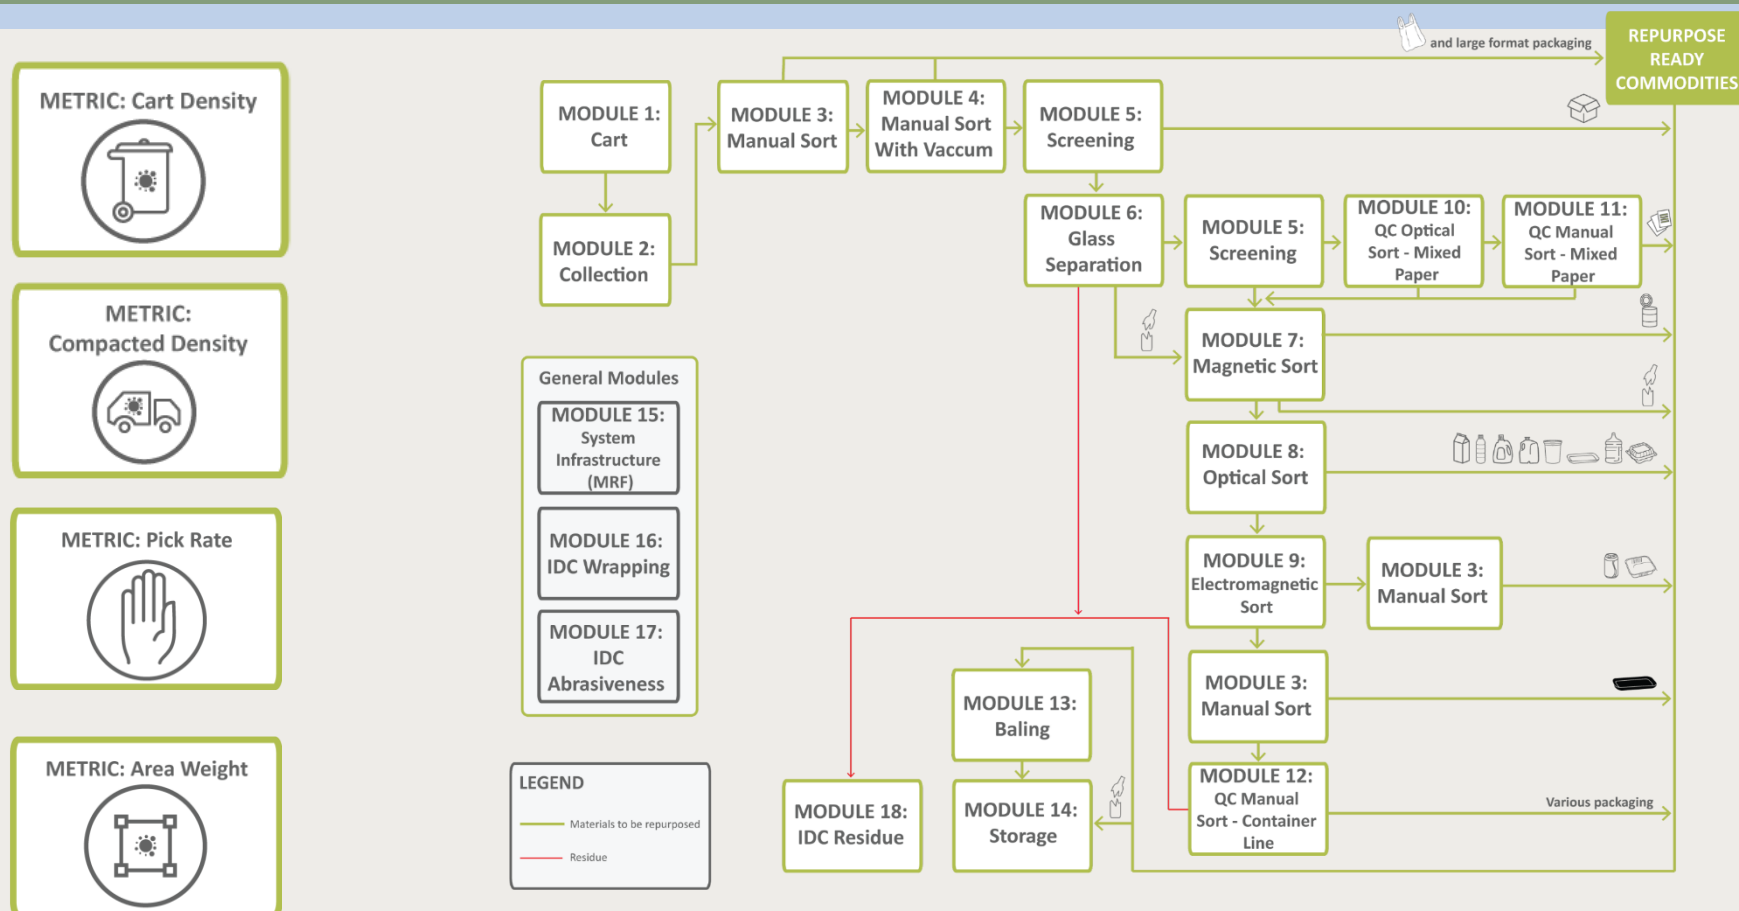 METRIC: Cart Density
METRIC:
Compacted Density
METRIC: Pick Rate
METRIC: Area Weight
and large format packaging
REPURPOSE
READY
COMMODITIES
MODULE 1:
Cart
MODULE 2:
Collection
MODULE 3:
Manual Sort
MODULE 4:
Manual Sort
With Vaccum
MODULE 5:
Screening
MODULE 6:
Glass
Separation
MODULE 5:
Screening
MODULE 10:
QC Optical
Sort - Mixed
Paper
MODULE 11:
QC Manual
Sort - Mixed
Paper
MODULE 7:
Magnetic Sort
MODULE 8:
Optical Sort
MODULE 9:
Electromagnetic
Sort
MODULE 3:
Manual Sort
MODULE 3:
Manual Sort
MODULE 12:
QC Manual
Sort - Container
Line
Various packaging
MODULE 13:
Baling
MODULE 14:
Storage
MODULE 18:
IDC Residue
General Modules
MODULE 15:
System
Infrastructure
(MRF)
MODULE 16:
IDC Wrapping
MODULE 17:
IDC
Abrasiveness
LEGEND
Materials to be repurposed
Residue